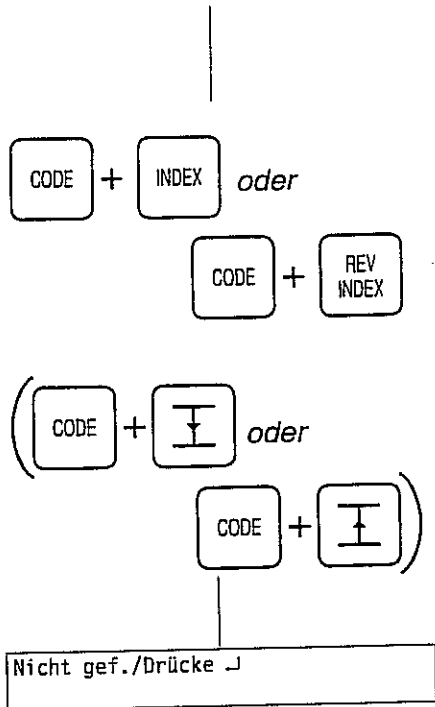 CODE + INDEX oder
CODE + REV INDEX
(CODE + oder
CODE + )
Nicht gef./Drücke ↵